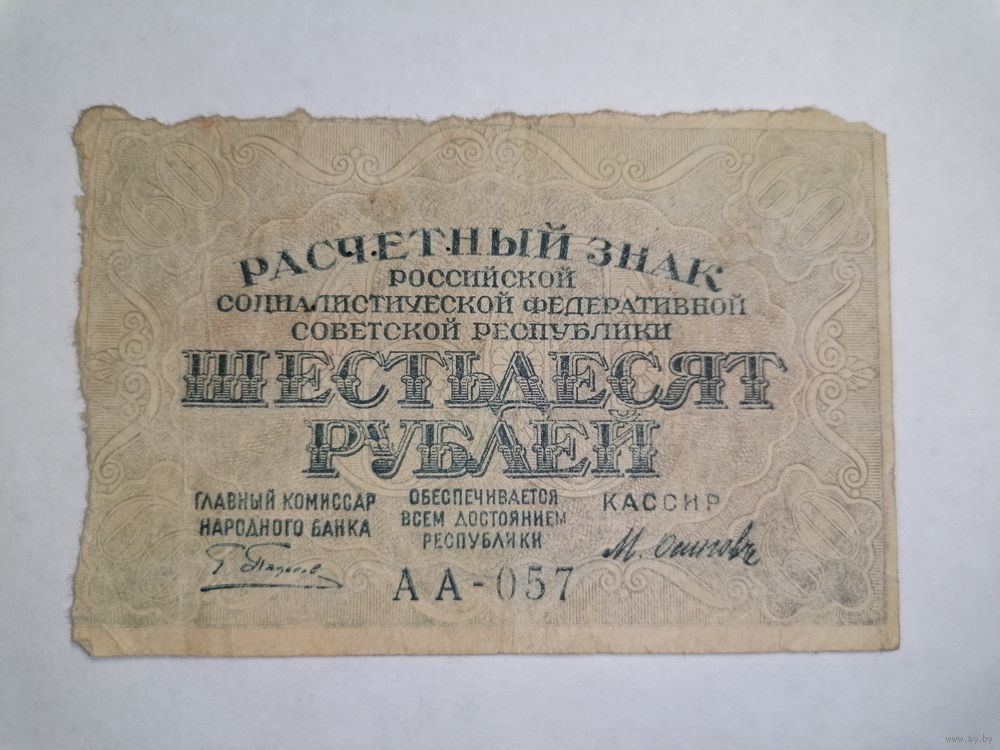 60 60
РАСЧЕТНЫЙ ЗНАК
РОССИЙСКОЙ
СОЦИАЛИСТИЧЕСКОЙ ФЕДЕРАТИВНОЙ
СОВЕТСКОЙ РЕСПУБЛИКИ
ШЕСТЬДЕСЯТ
РУБЛЕЙ
ГЛАВНЫЙ КОМИССАР
НАРОДНОГО БАНКА
ОБЕСПЕЧИВАЕТСЯ
ВСЕМ ДОСТОЯНИЕМ
РЕСПУБЛИКИ
КАССИР
М. Осиповъ
АА-057
www.ay.by